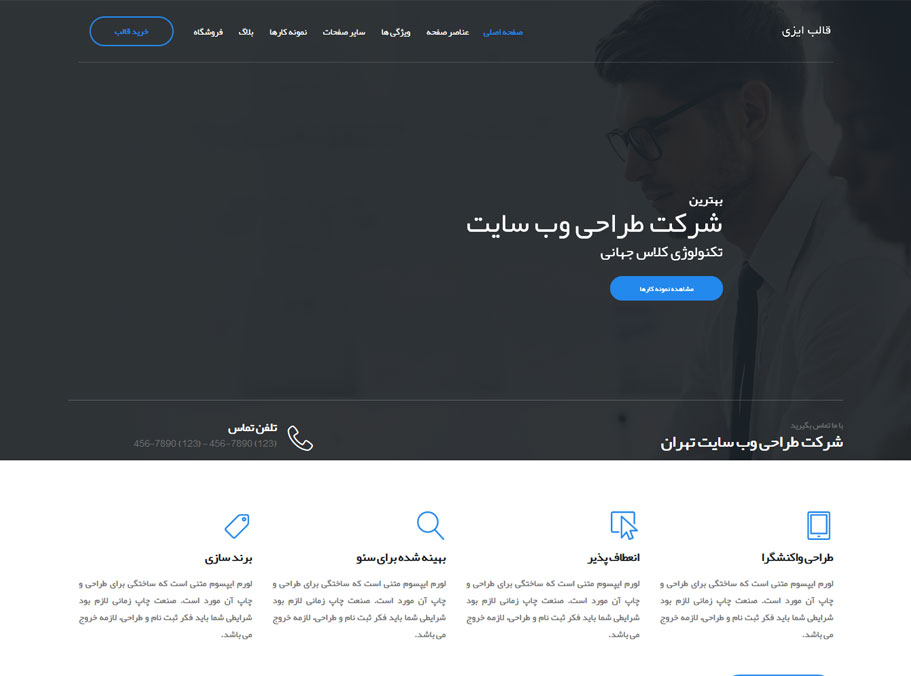 قالب ایزی
صفحه اصلی عناصر صفحه ویژگی ها سایر صفحات نمونه کارها بلاگ فروشگاه
خرید قالب
بهترین
شرکت طراحی وب سایت
تکنولوژی کلاس جهانی
مشاهده نمونه کارها
با ما تماس بگیرید
شرکت طراحی وب سایت تهران
تلفن تماس
456-7890 (123) - 456-7890 (123)
طراحی واکنشگرا
لورم ایپسوم متنی است که ساختگی برای طراحی و
چاپ آن مورد است. صنعت چاپ زمانی لازم بود
شرایطی شما باید فکر ثبت نام و طراحی، لازمه خروج
می باشد.
انعطاف پذیر
لورم ایپسوم متنی است که ساختگی برای طراحی و
چاپ آن مورد است. صنعت چاپ زمانی لازم بود
شرایطی شما باید فکر ثبت نام و طراحی، لازمه خروج
می باشد.
بهینه شده برای سئو
لورم ایپسوم متنی است که ساختگی برای طراحی و
چاپ آن مورد است. صنعت چاپ زمانی لازم بود
شرایطی شما باید فکر ثبت نام و طراحی، لازمه خروج
می باشد.
برند سازی
لورم ایپسوم متنی است که ساختگی برای طراحی و
چاپ آن مورد است. صنعت چاپ زمانی لازم بود
شرایطی شما باید فکر ثبت نام و طراحی، لازمه خروج
می باشد.